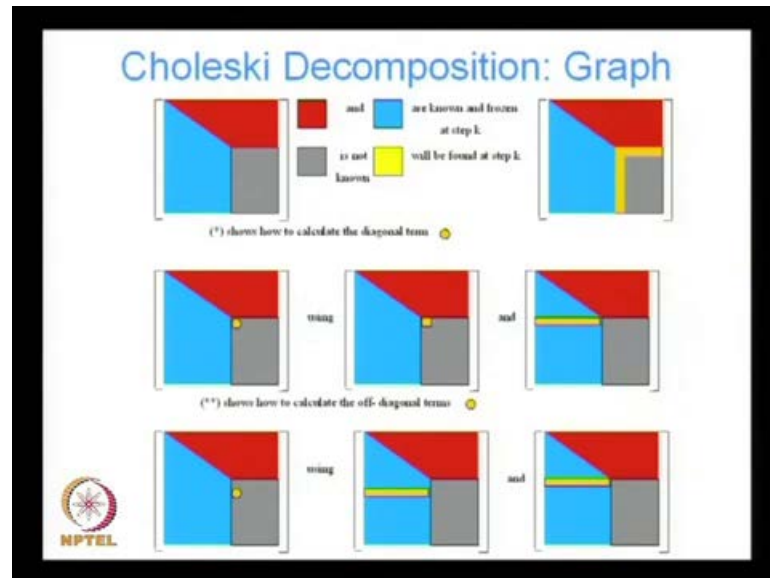 Choleski Decomposition: Graph
and are known and frozen
at step k
is not will be found at step k
known
(*) shows how to calculate the diagonal term
using and
(**) shows how to calculate the off- diagonal terms
using and
NPTEL